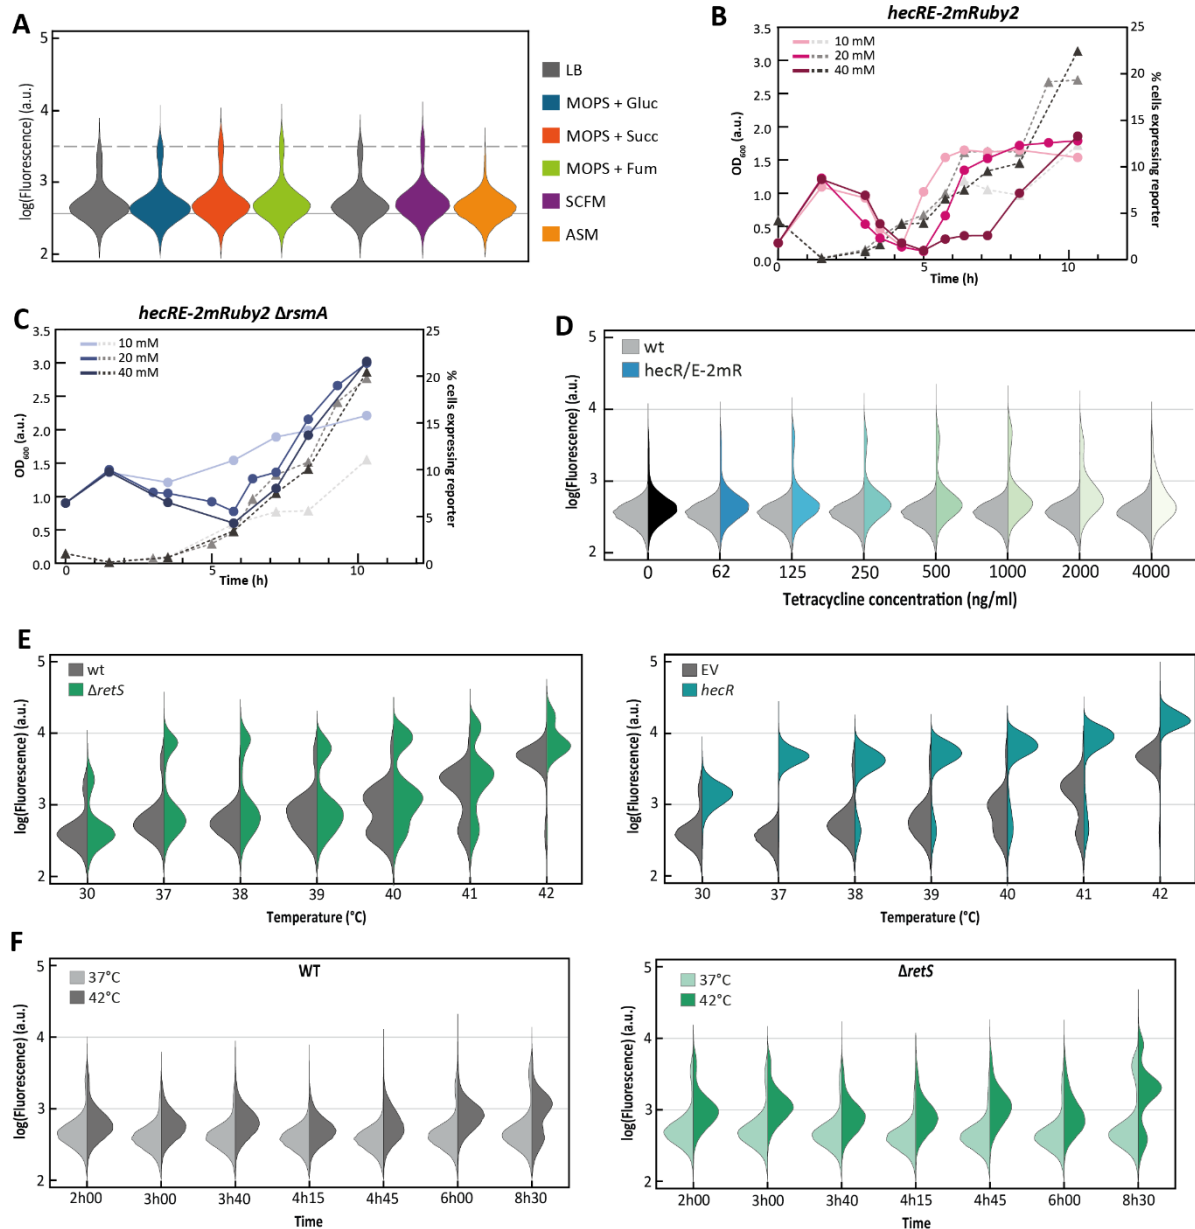 A
5
4
3
2
log(Fluorescence) (a.u.)
LB
MOPS + Gluc
MOPS + Succ
MOPS + Fum
SCFM
ASM
B
hecRE-2mRuby2
10 mM
20 mM
40 mM
3.5
3.0
2.5
2.0
1.5
1.0
0.5
0.0
OD600 (a.u.)
25
20
15
10
5
0
% cells expressing reporter
0 5 10
Time (h)
C
hecRE-2mRuby2 ΔrsmA
10 mM
20 mM
40 mM
3.5
3.0
2.5
2.0
1.5
1.0
0.5
0.0
OD600 (a.u.)
25
20
15
10
5
0
% cells expressing reporter
0 5 10
Time (h)
D
wt
hecR/E-2mR
5
4
3
2
log(Fluorescence) (a.u.)
0 62 125 250 500 1000 2000 4000
Tetracycline concentration (ng/ml)
E
wt
ΔretS
5
4
3
2
log(Fluorescence) (a.u.)
30 37 38 39 40 41 42
Temperature (°C)
EV
hecR
5
4
3
2
log(Fluorescence) (a.u.)
30 37 38 39 40 41 42
Temperature (°C)
F
WT
37°C
42°C
5
4
3
2
log(Fluorescence) (a.u.)
2h00 3h00 3h40 4h15 4h45 6h00 8h30
Time
ΔretS
37°C
42°C
5
4
3
2
log(Fluorescence) (a.u.)
2h00 3h00 3h40 4h15 4h45 6h00 8h30
Time